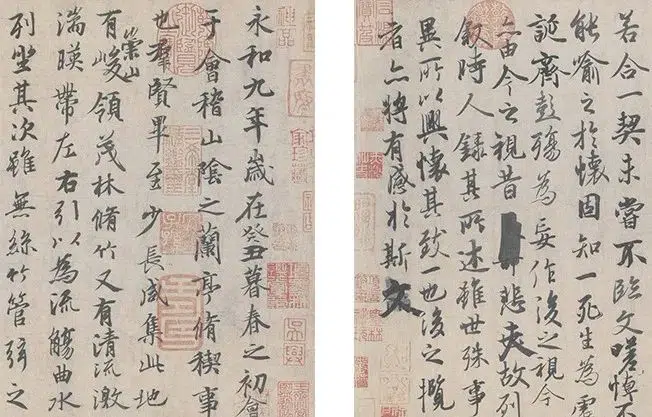 永和九年歲在癸丑暮春之初會
于會稽山陰之蘭亭脩稧事
也羣賢畢至少長咸集此地
有崇山峻領茂林脩竹又有清流激
湍暎帶左右引以為流觴曲水
列坐其次雖無絲竹管弦之
若合一契未嘗不臨文嗟悼不
能喻之於懷固知一死生為虛
誕齊彭殤為妄作後之視今
亦由今之視昔悲夫故列
敘時人錄其所述雖世殊事
異所以興懷其致一也後之攬
者亦將有感於斯文